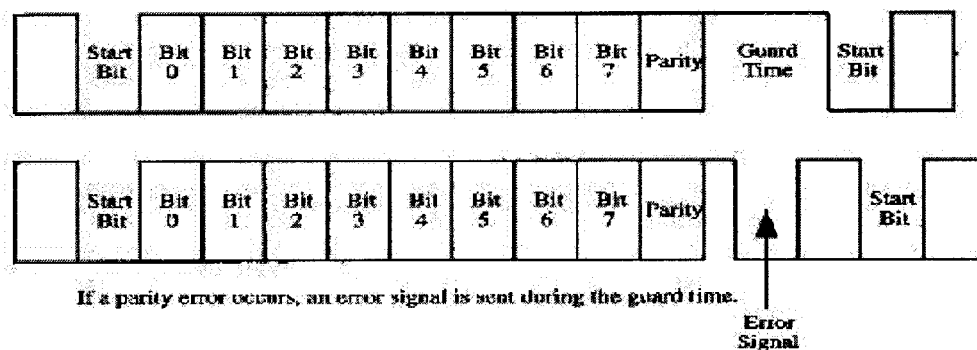 Start Bit Bit Bit Bit Bit Bit Bit Bit Parity Guard Start
Bit 0 1 2 3 4 5 6 7 Time Bit
Start Bit Bit Bit Bit Bit Bit Bit Bit Parity Start
Bit 0 1 2 3 4 5 6 7 Bit
If a parity error occurs, an error signal is sent during the guard time.
Error
Signal